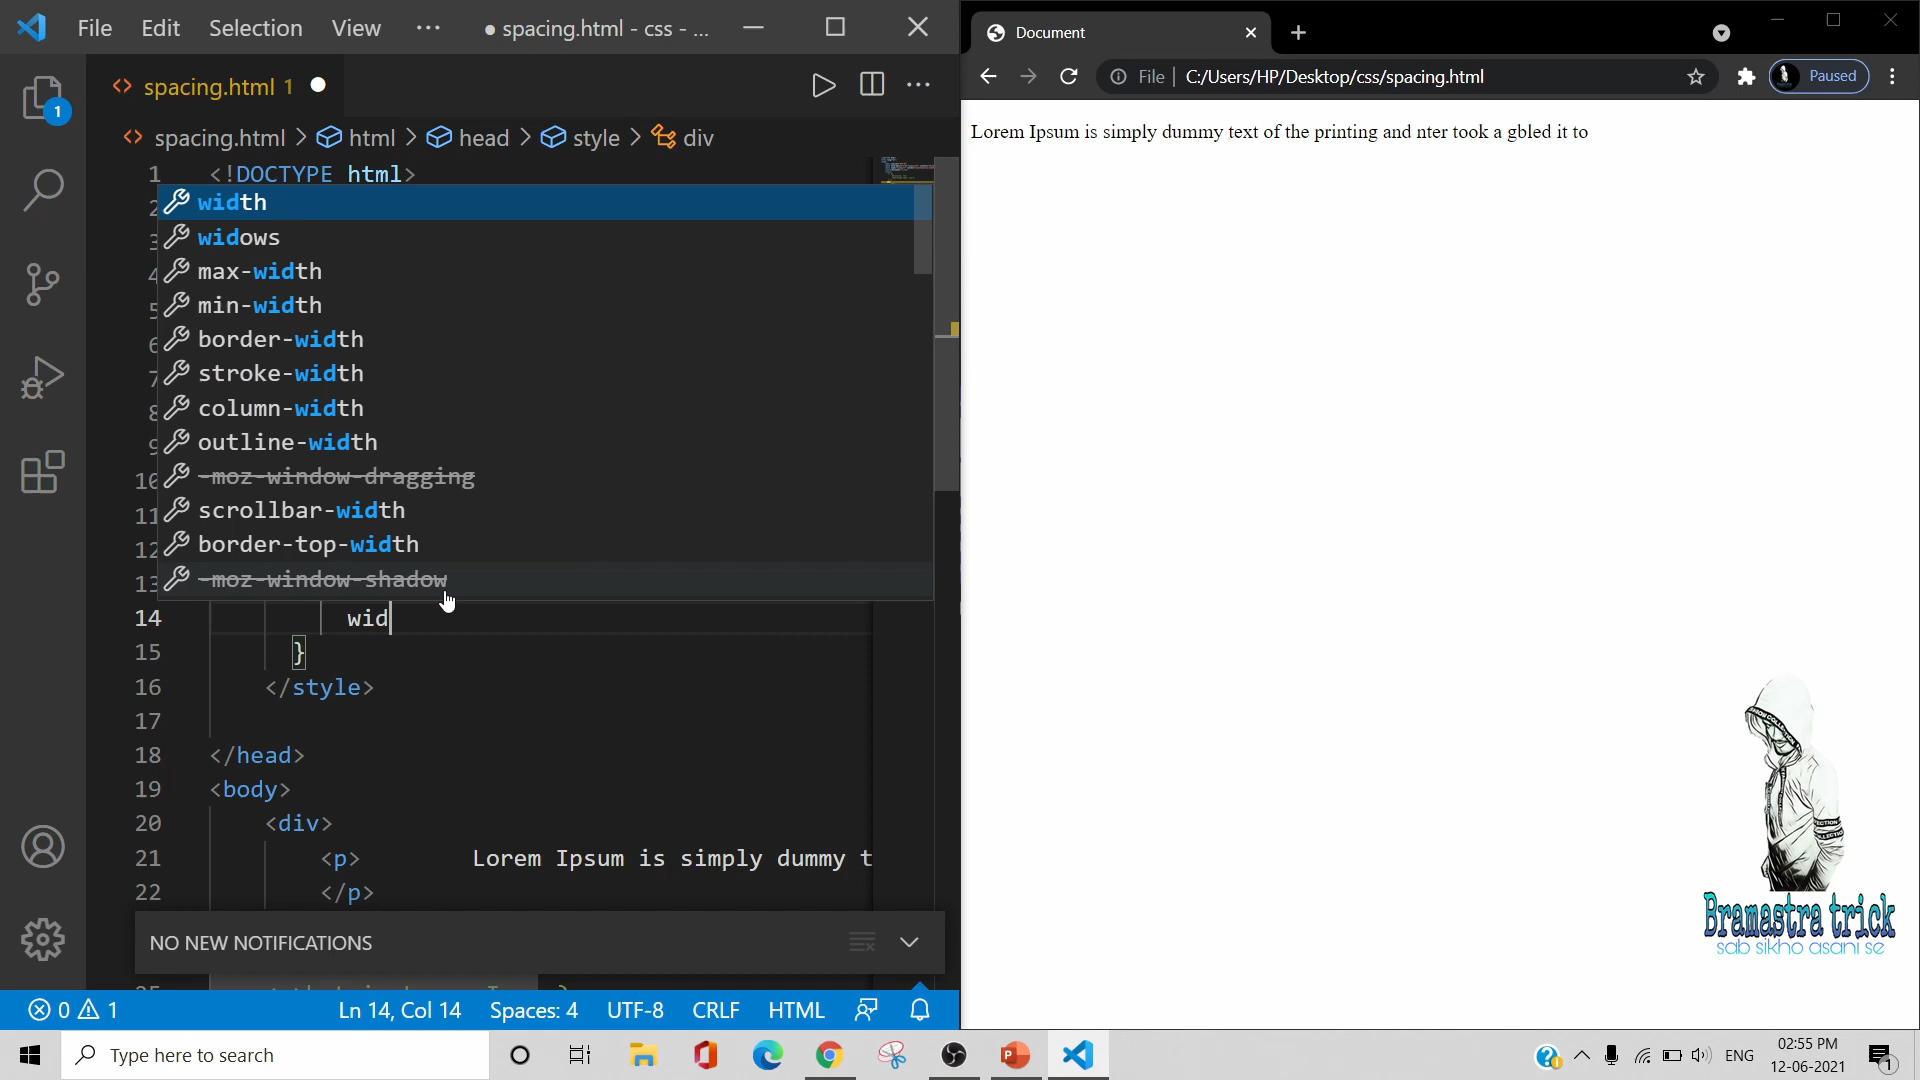 File Edit Selection View ··· ● spacing.html - css - ...
spacing.html 1
spacing.html > html > head > style > div
1 <!DOCTYPE html>
width
widows
max-width
min-width
border-width
stroke-width
column-width
outline-width
-moz-window-dragging
scrollbar-width
border-top-width
-moz-window-shadow
14 wid
15 }
16 </style>
17
18 </head>
19 <body>
20 <div>
21 <p> Lorem Ipsum is simply dummy t
22 </p>
NO NEW NOTIFICATIONS
0 1 Ln 14, Col 14 Spaces: 4 UTF-8 CRLF HTML
Document
File C:/Users/HP/Desktop/css/spacing.html Paused
Lorem Ipsum is simply dummy text of the printing and nter took a gbled it to
Bramastra trick
sab sikho asani se
Type here to search
ENG
02:55 PM
12-06-2021
1